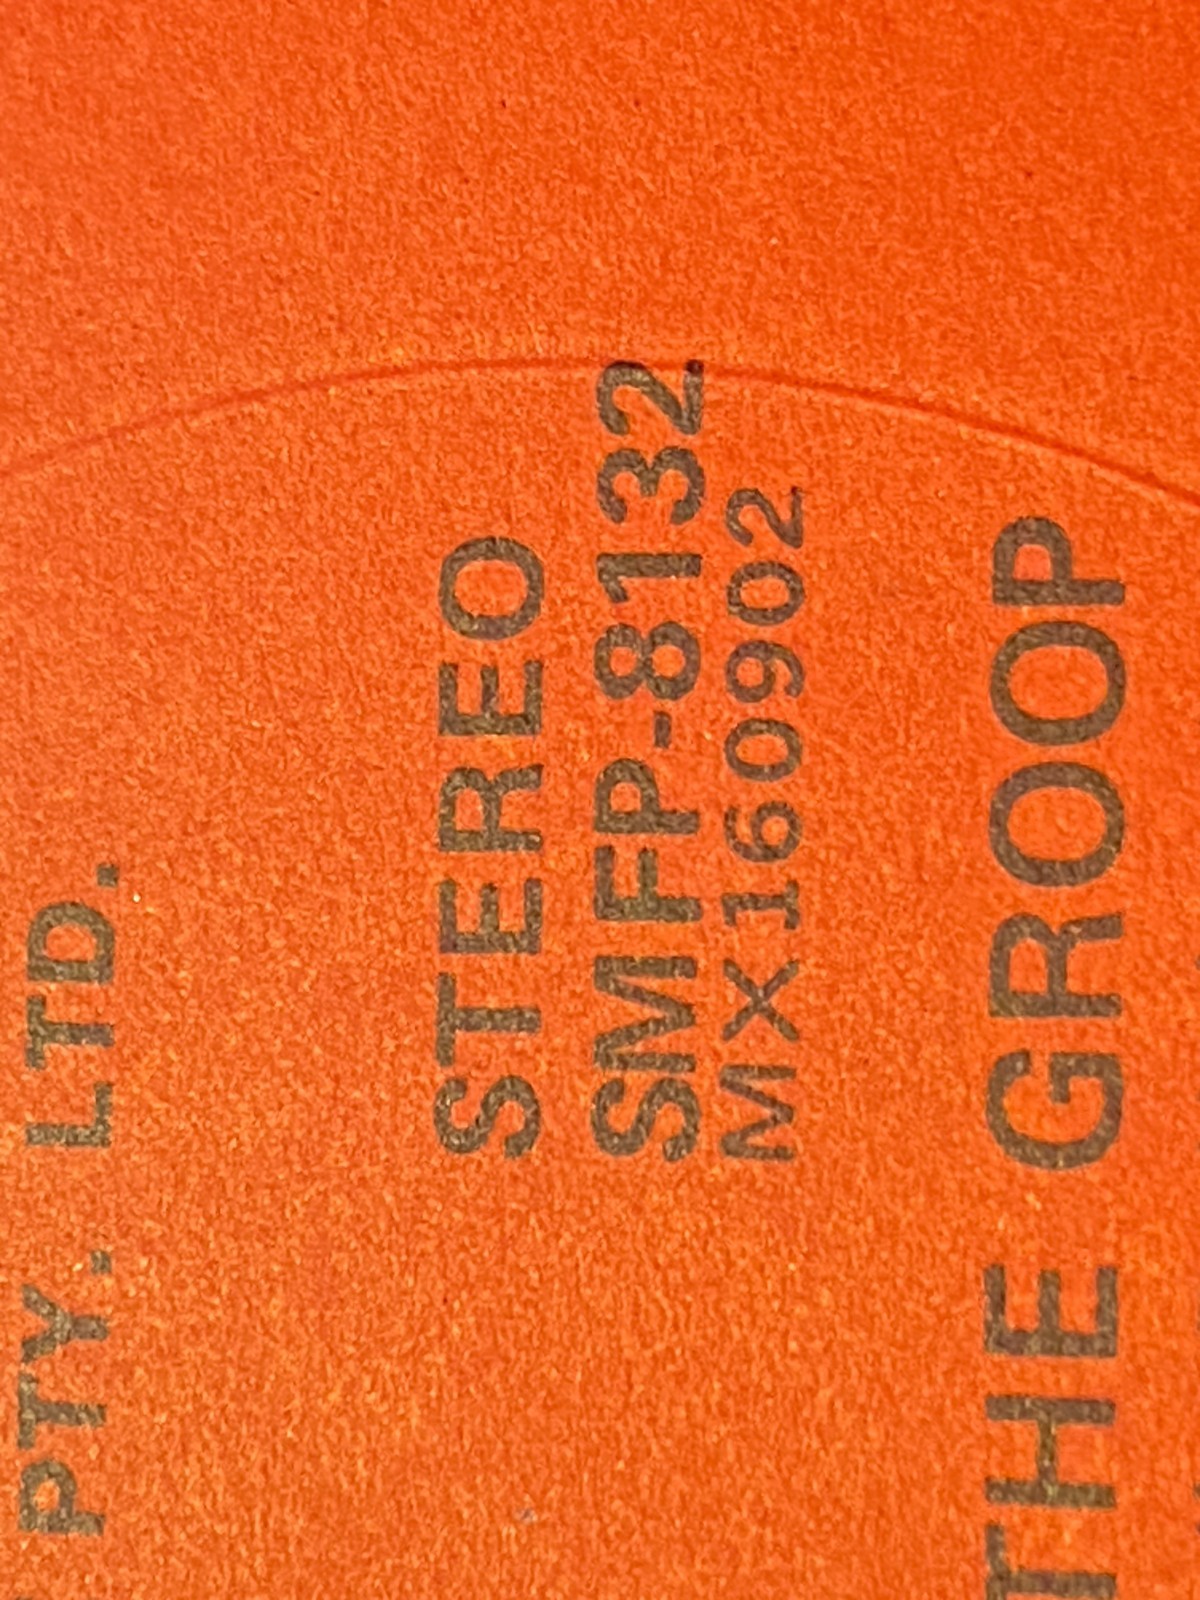 PTY. LTD.
STEREO
SMFP-8132
MX160902
THE GROOP